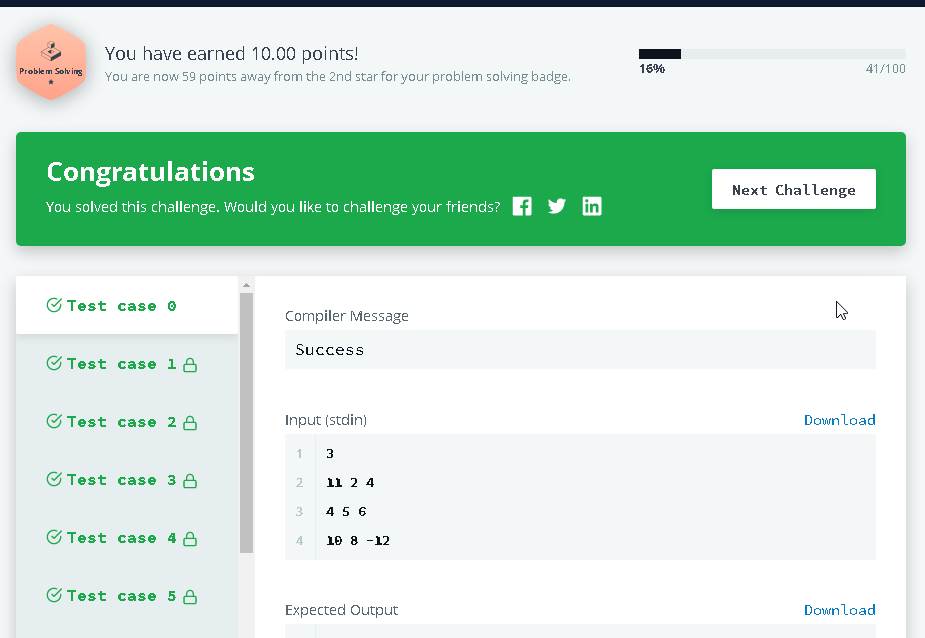 Problem Solving
You have earned 10.00 points!
You are now 59 points away from the 2nd star for your problem solving badge.
16%
41/100
Congratulations
You solved this challenge. Would you like to challenge your friends?
Next Challenge
Test case 0
Test case 1
Test case 2
Test case 3
Test case 4
Test case 5
Compiler Message
Success
Input (stdin)
Download
1 3
2 11 2 4
3 4 5 6
4 10 8 -12
Expected Output
Download